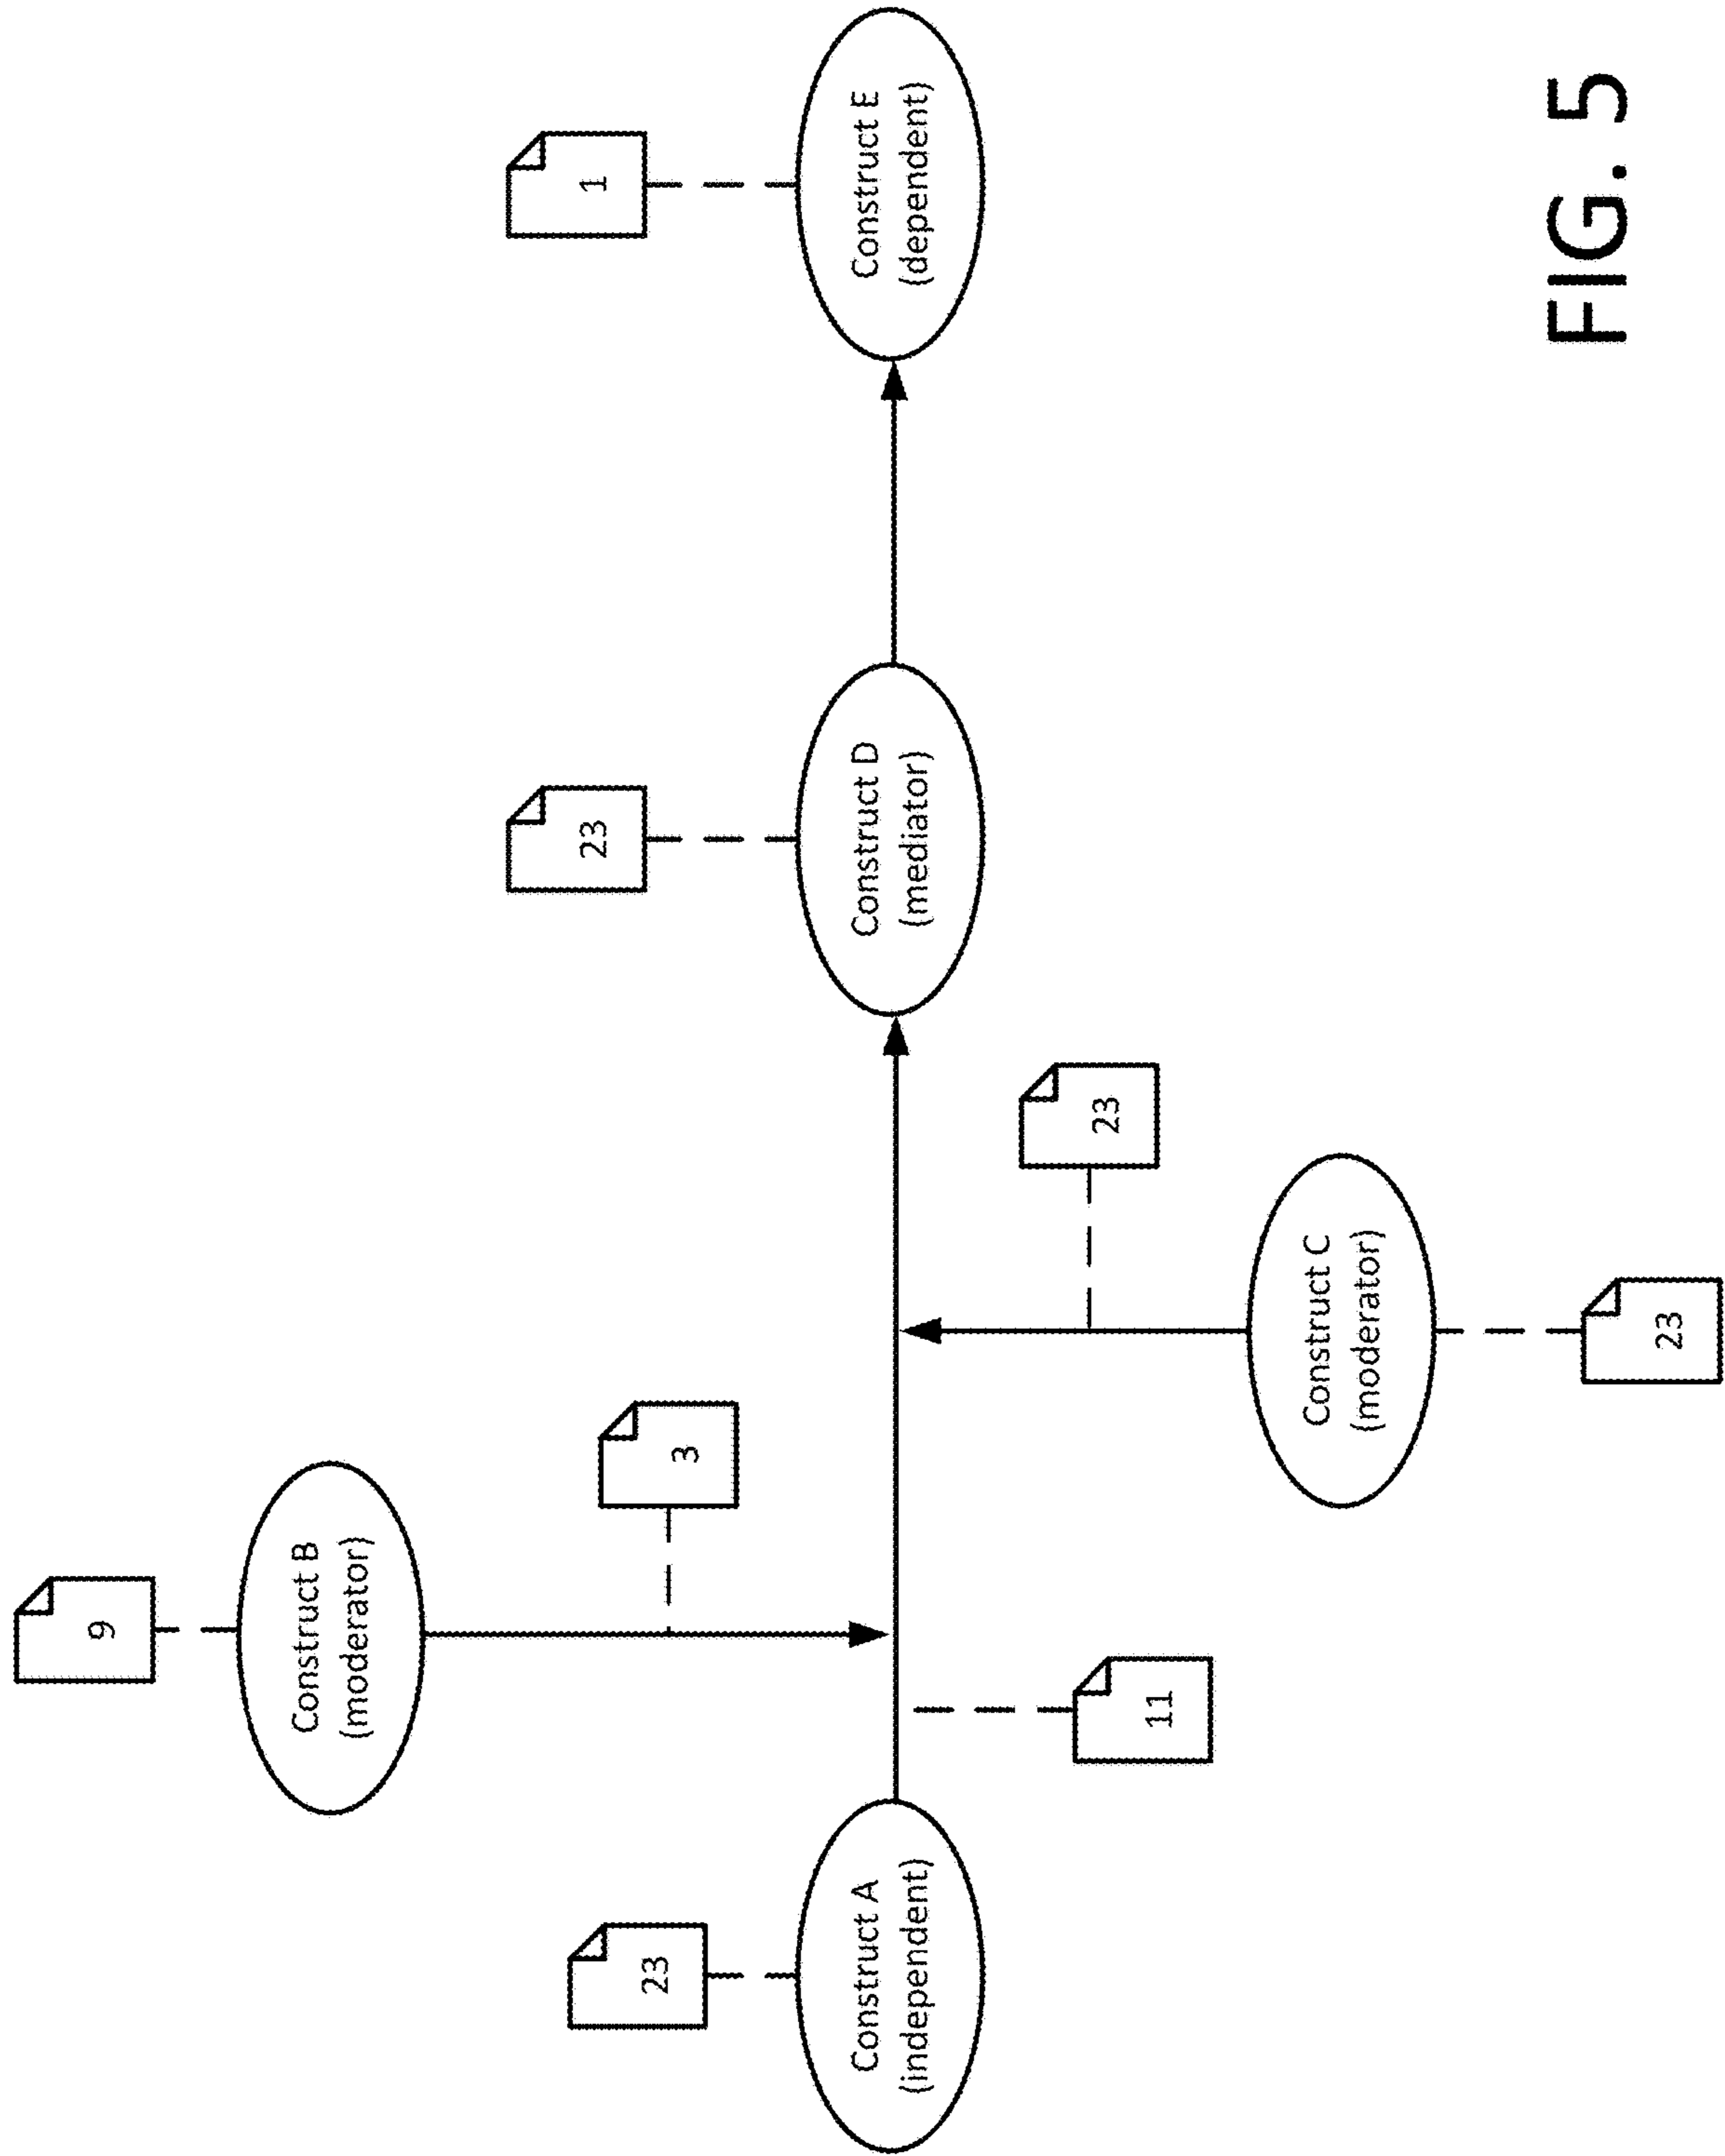 9
Construct B
(moderator)
23
1
23
3
Construct A
(independent)
Construct D
(mediator)
Construct E
(dependent)
23
11
Construct C
(moderator)
23
FIG. 5